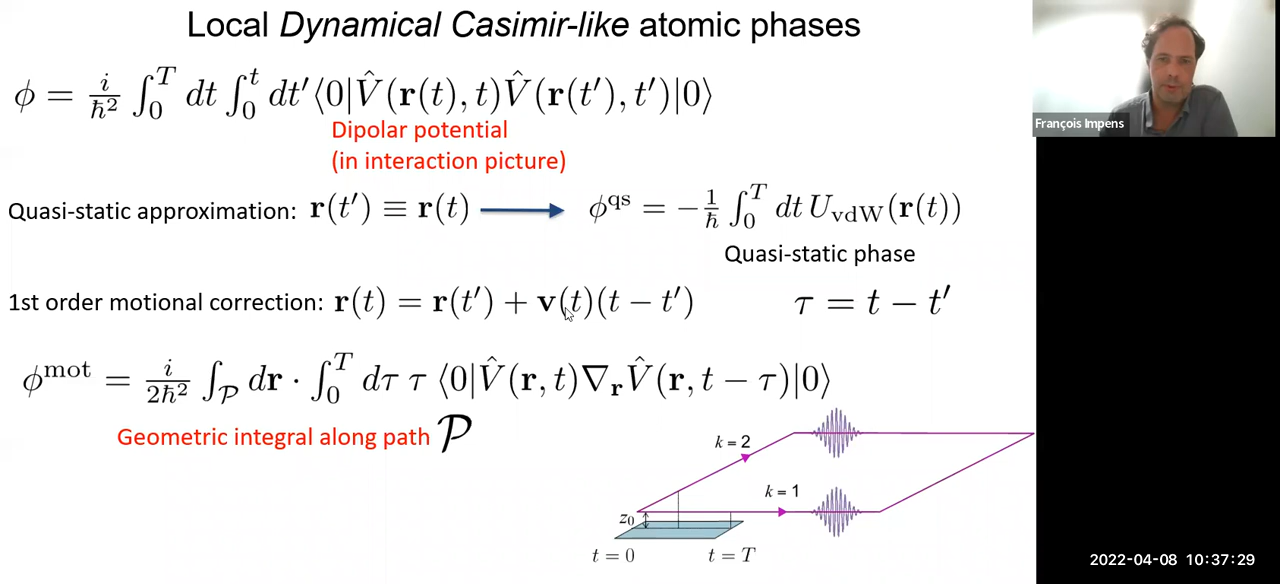 Local Dynamical Casimir-like atomic phases
ϕ = i/ℏ² ∫₀ᵀ dt ∫₀ᵗ dt′⟨0|V̂(r(t), t)V̂(r(t′), t′)|0⟩
François Impens
Dipolar potential
(in interaction picture)
Quasi-static approximation: r(t′) ≡ r(t) ⟶ ϕ^qs = −1/ℏ ∫₀ᵀ dt U_vdW(r(t))
Quasi-static phase
1st order motional correction: r(t) = r(t′) + v(t)(t − t′) τ = t − t′
ϕ^mot = i/2ℏ² ∫_𝒫 dr · ∫₀ᵀ dτ τ ⟨0|V̂(r, t)∇_r V̂(r, t − τ)|0⟩
Geometric integral along path 𝒫
k = 2
k = 1
z₀
t = 0
t = T
2022-04-08 10:37:29